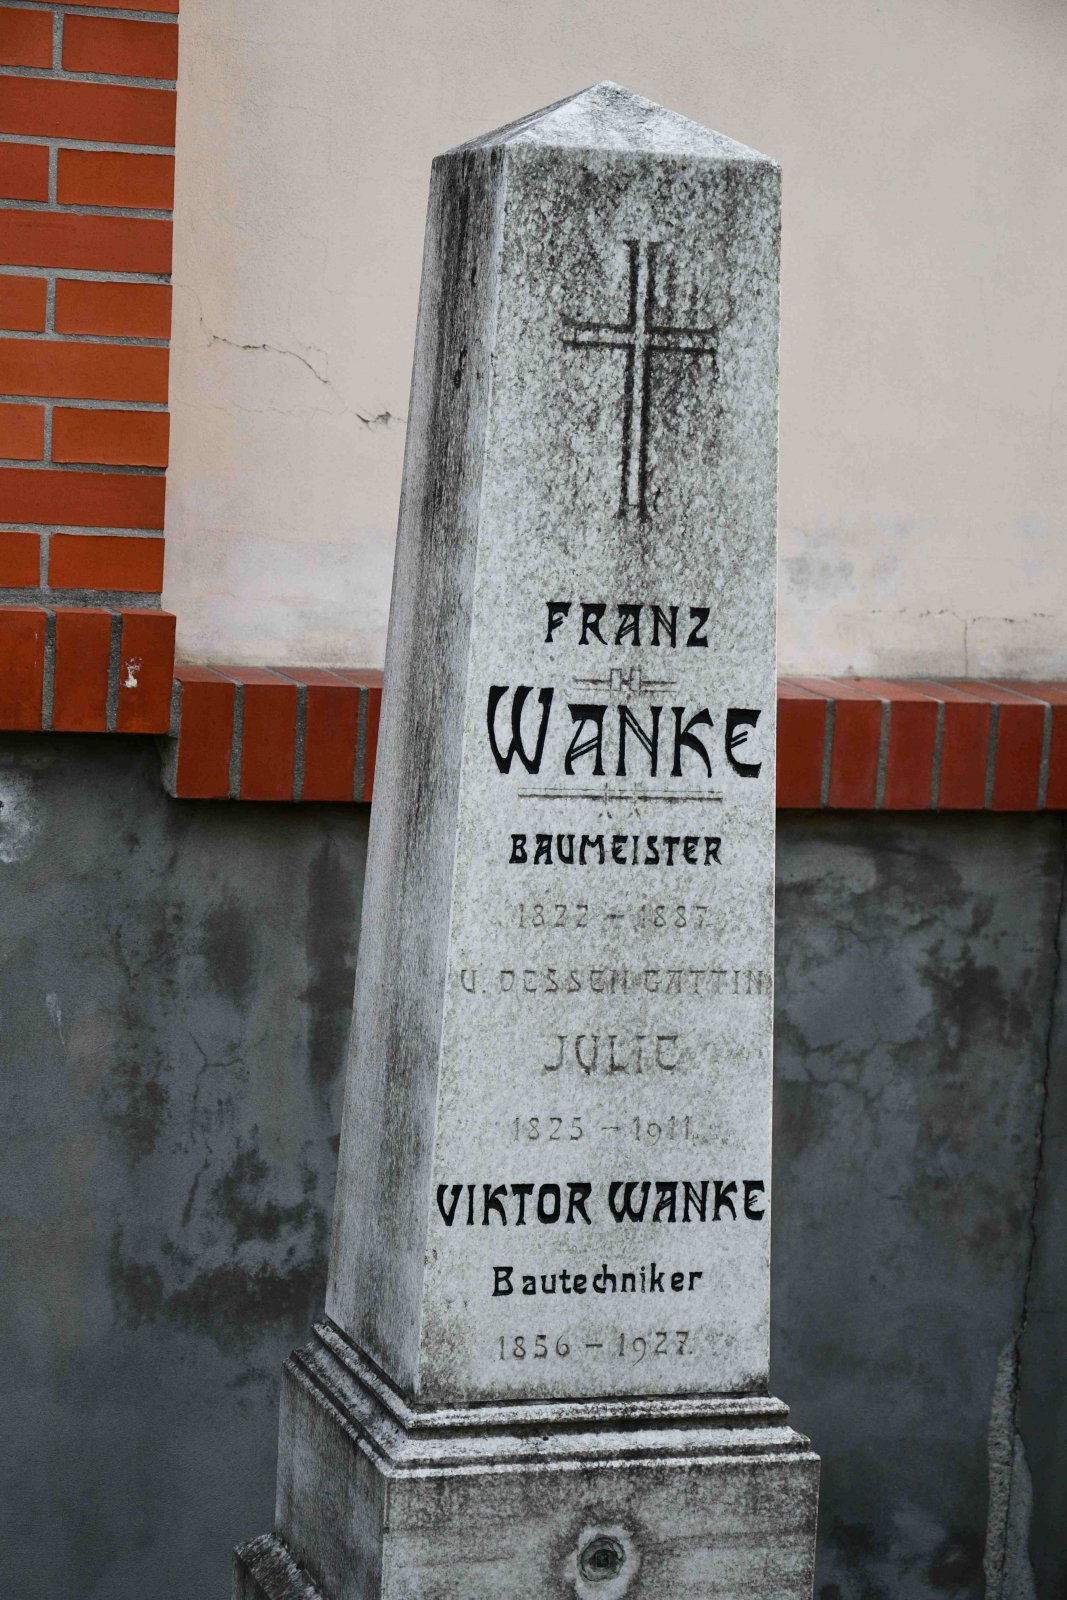 FRANZ
WANKE
BAUMEISTER
1822 – 1887
U. DESSEN GATTIN
JULIE
1825 – 1911
VIKTOR WANKE
Bautechniker
1856 – 1927